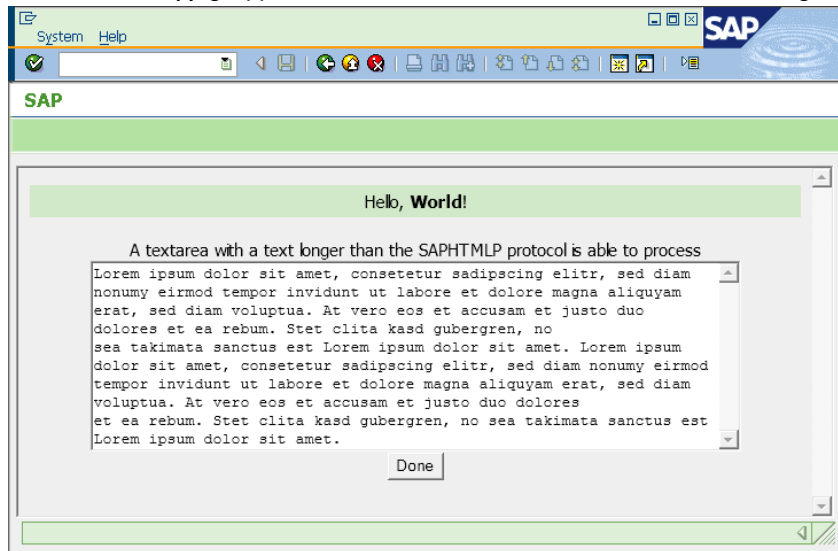 System Help
SAP
SAP
Hello, World!
A textarea with a text longer than the SAPHTMLP protocol is able to process
Lorem ipsum dolor sit amet, consetetur sadipscing elitr, sed diam
nonumy eirmod tempor invidunt ut labore et dolore magna aliquyam
erat, sed diam voluptua. At vero eos et accusam et justo duo
dolores et ea rebum. Stet clita kasd gubergren, no
sea takimata sanctus est Lorem ipsum dolor sit amet. Lorem ipsum
dolor sit amet, consetetur sadipscing elitr, sed diam nonumy eirmod
tempor invidunt ut labore et dolore magna aliquyam erat, sed diam
voluptua. At vero eos et accusam et justo duo dolores
et ea rebum. Stet clita kasd gubergren, no sea takimata sanctus est
Lorem ipsum dolor sit amet.
Done